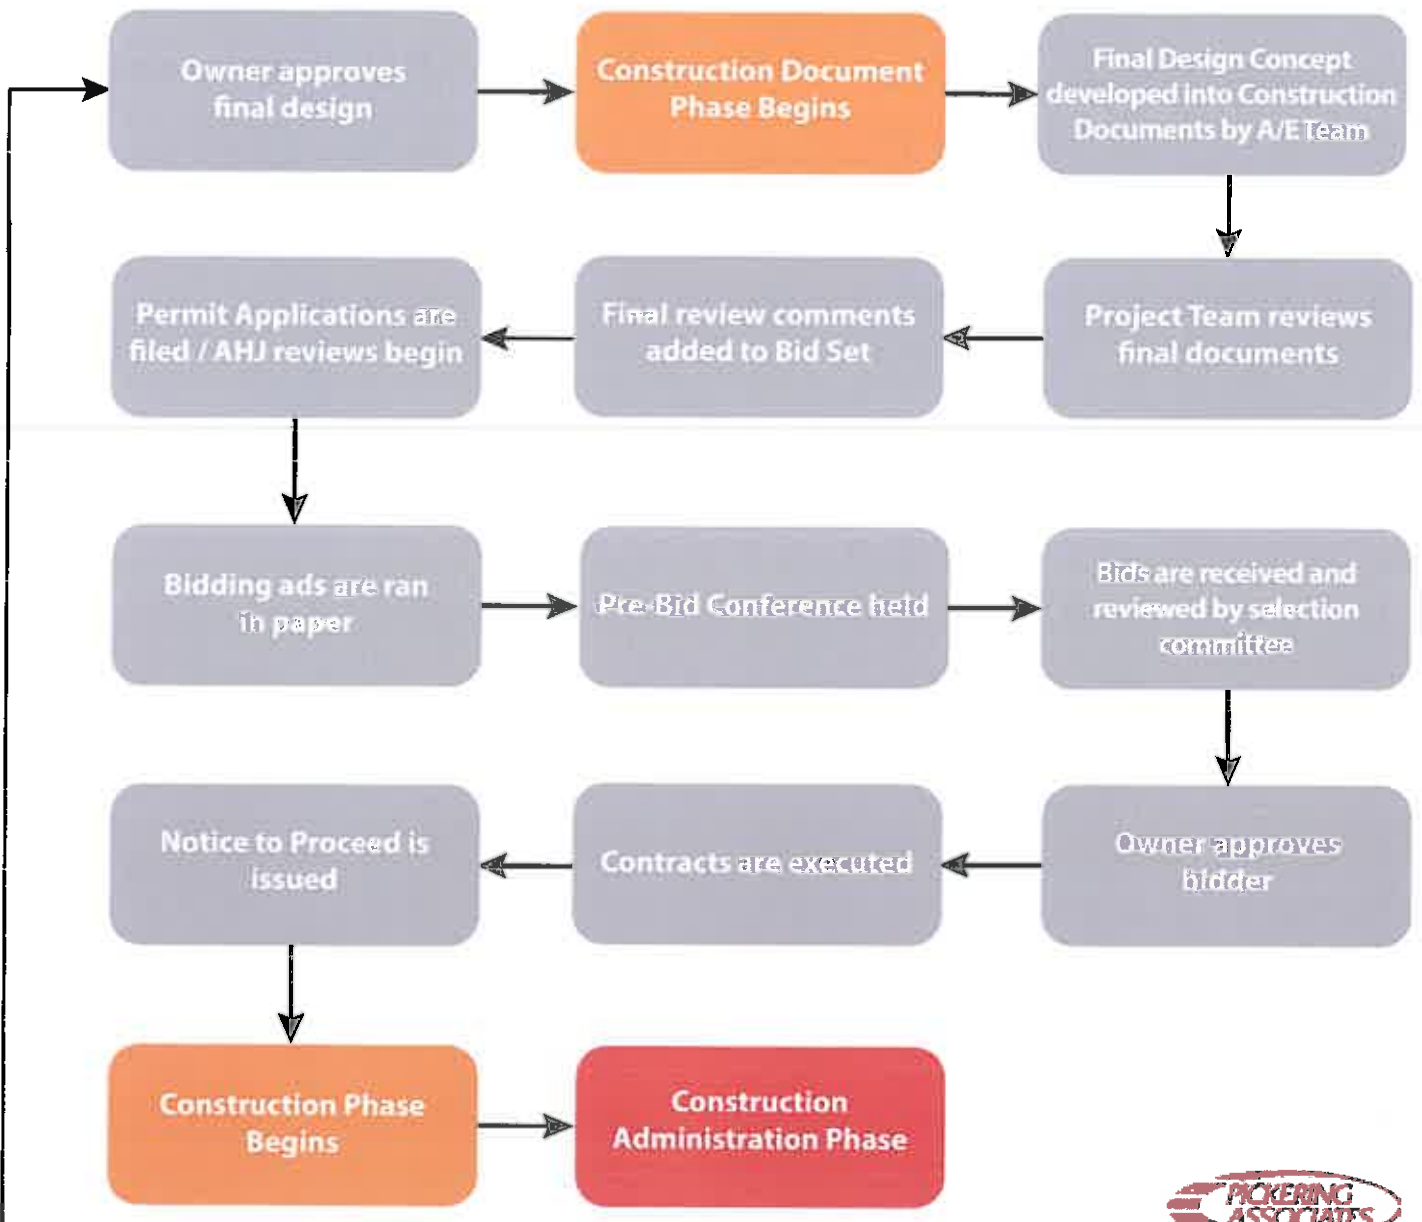 Owner approves
final design
Construction Document
Phase Begins
Final Design Concept
developed into Construction
Documents by A/E Team
Project Team reviews
final documents
Final review comments
added to Bid Set
Permit Applications are
filed / AHJ reviews begin
Bidding ads are ran
in paper
Pre-Bid Conference held
Bids are received and
reviewed by selection
committee
Owner approves
bidder
Contracts are executed
Notice to Proceed is
issued
Construction Phase
Begins
Construction
Administration Phase
PICKERING
ASSOCIATES